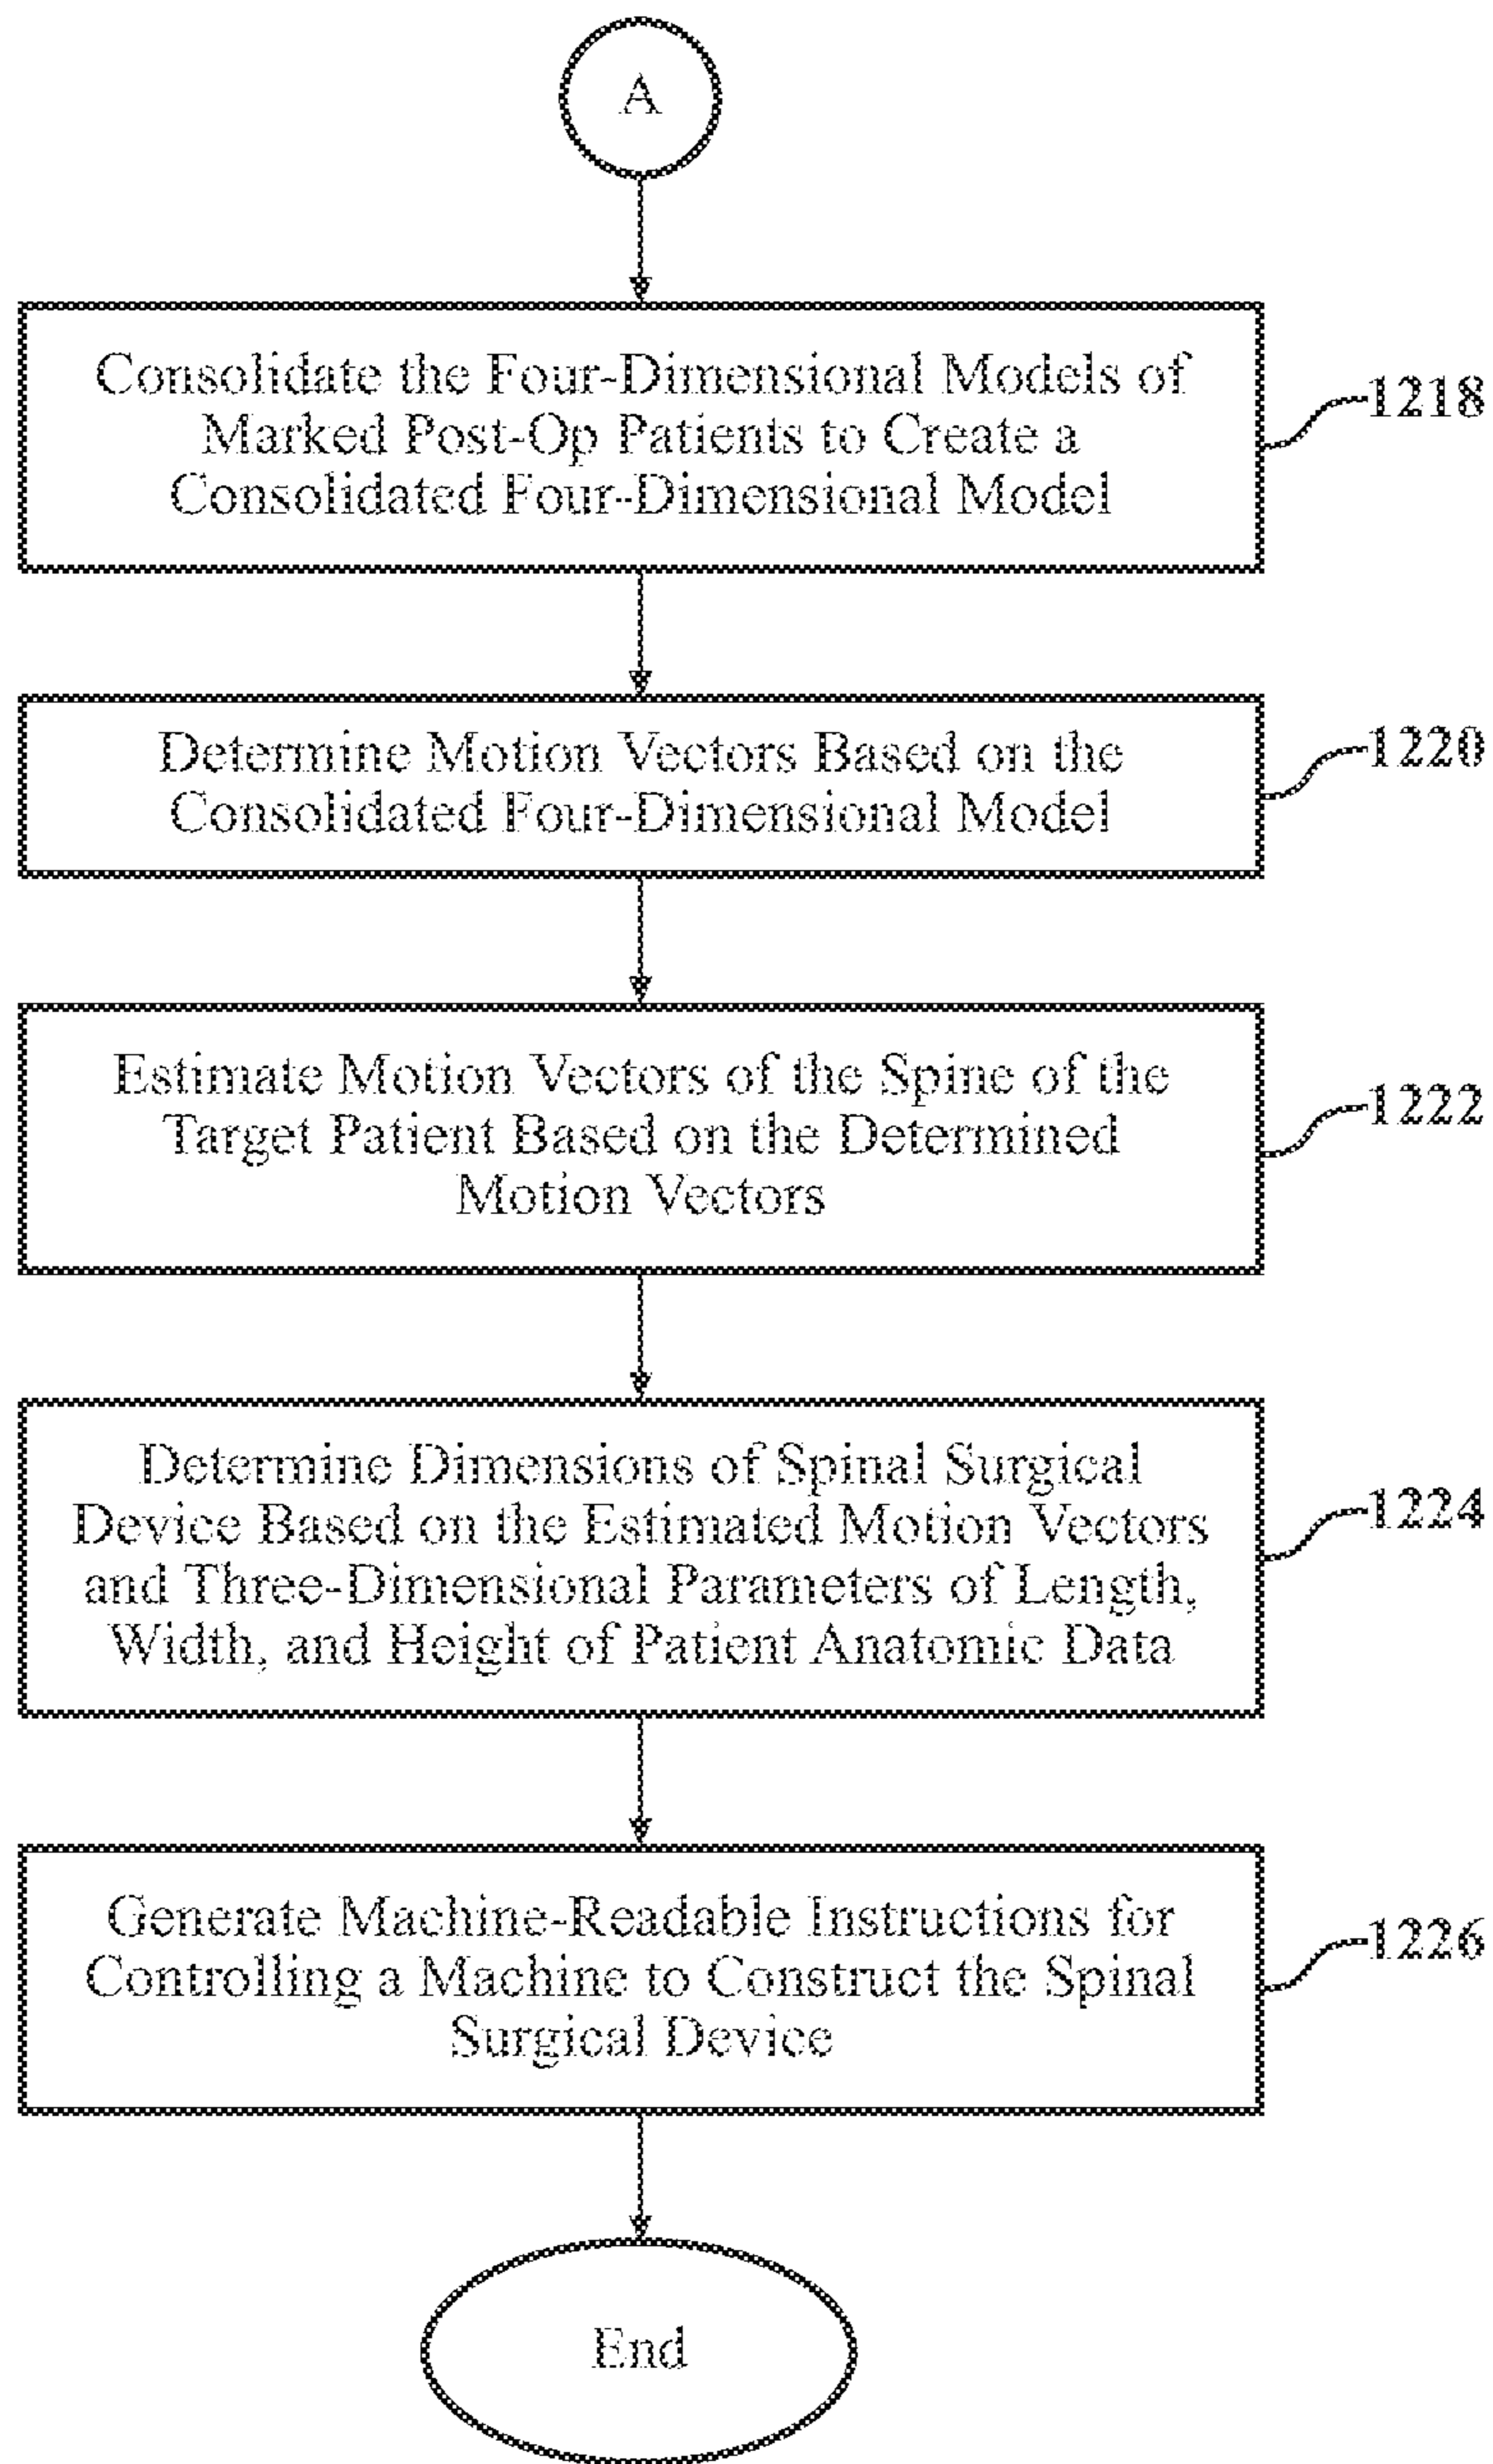 A
Consolidate the Four-Dimensional Models of
Marked Post-Op Patients to Create a
Consolidated Four-Dimensional Model
1218
Determine Motion Vectors Based on the
Consolidated Four-Dimensional Model
1220
Estimate Motion Vectors of the Spine of the
Target Patient Based on the Determined
Motion Vectors
1222
Determine Dimensions of Spinal Surgical
Device Based on the Estimated Motion Vectors
and Three-Dimensional Parameters of Length,
Width, and Height of Patient Anatomic Data
1224
Generate Machine-Readable Instructions for
Controlling a Machine to Construct the Spinal
Surgical Device
1226
End